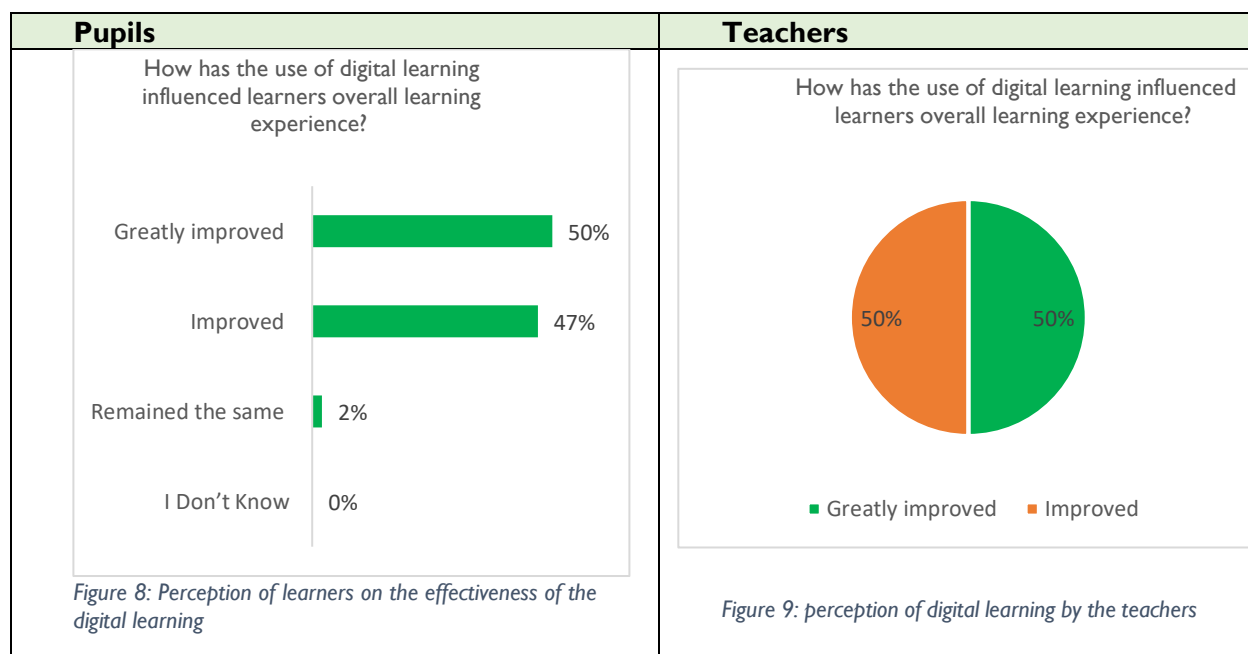 Pupils
How has the use of digital learning
influenced learners overall learning
experience?
Greatly improved
50%
Improved
47%
Remained the same
2%
I Don't Know
0%
Figure 8: Perception of learners on the effectiveness of the
digital learning
Teachers
How has the use of digital learning influenced
learners overall learning experience?
50%
50%
Greatly improved
Improved
Figure 9: perception of digital learning by the teachers